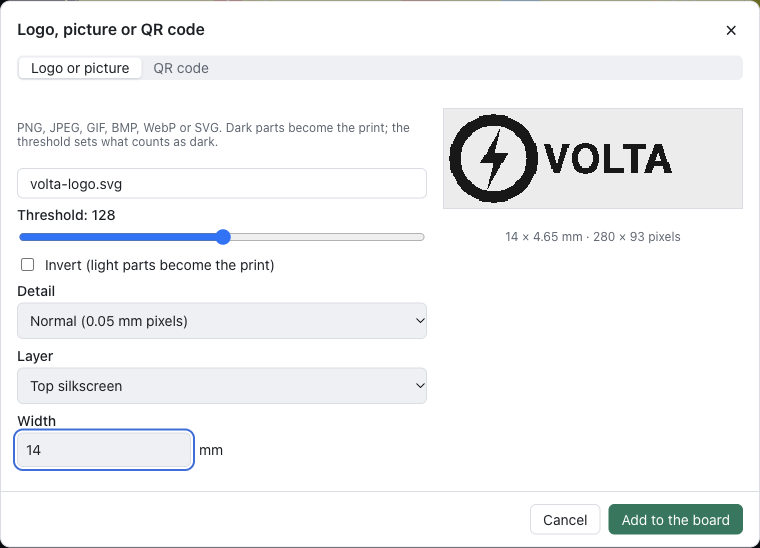 Logo, picture or QR code
Logo or picture
QR code
PNG, JPEG, GIF, BMP, WebP or SVG. Dark parts become the print; the
threshold sets what counts as dark.
volta-logo.svg
Threshold: 128
Invert (light parts become the print)
Detail
Normal (0.05 mm pixels)
Layer
Top silkscreen
Width
14 mm
VOLTA
14 × 4.65 mm · 280 × 93 pixels
Cancel
Add to the board